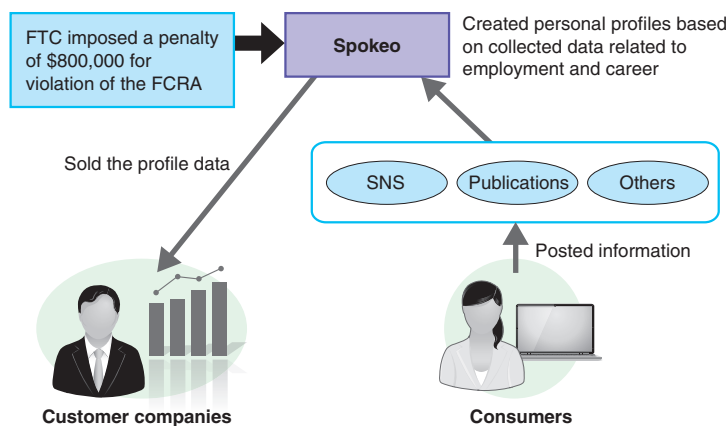 FTC imposed a penalty
of $800,000 for
violation of the FCRA
Spokeo
Created personal profiles based
on collected data related to
employment and career
Sold the profile data
SNS
Publications
Others
Posted information
Customer companies
Consumers